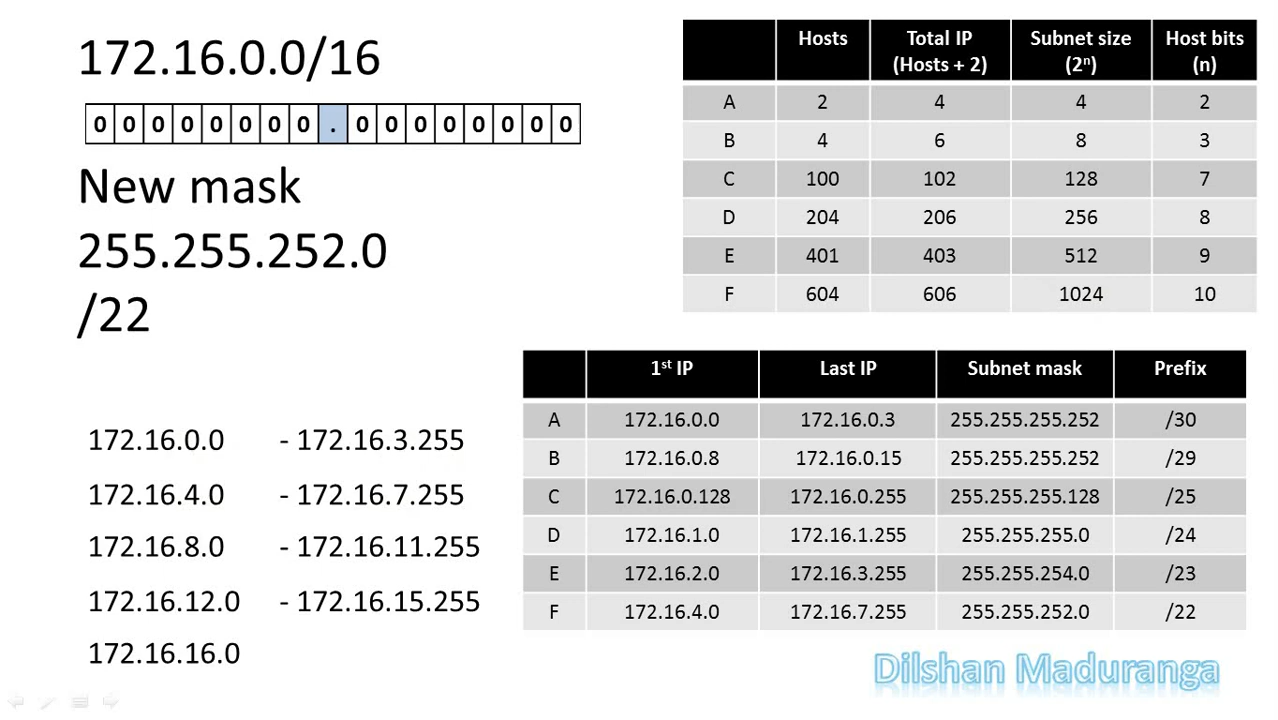 172.16.0.0/16
0 0 0 0 0 0 0 0 . 0 0 0 0 0 0 0 0
New mask
255.255.252.0
/22
172.16.0.0 - 172.16.3.255
172.16.4.0 - 172.16.7.255
172.16.8.0 - 172.16.11.255
172.16.12.0 - 172.16.15.255
172.16.16.0
Hosts Total IP (Hosts + 2) Subnet size (2ⁿ) Host bits (n)
A 2 4 4 2
B 4 6 8 3
C 100 102 128 7
D 204 206 256 8
E 401 403 512 9
F 604 606 1024 10
1st IP Last IP Subnet mask Prefix
A 172.16.0.0 172.16.0.3 255.255.255.252 /30
B 172.16.0.8 172.16.0.15 255.255.255.252 /29
C 172.16.0.128 172.16.0.255 255.255.255.128 /25
D 172.16.1.0 172.16.1.255 255.255.255.0 /24
E 172.16.2.0 172.16.3.255 255.255.254.0 /23
F 172.16.4.0 172.16.7.255 255.255.252.0 /22
Dilshan Maduranga